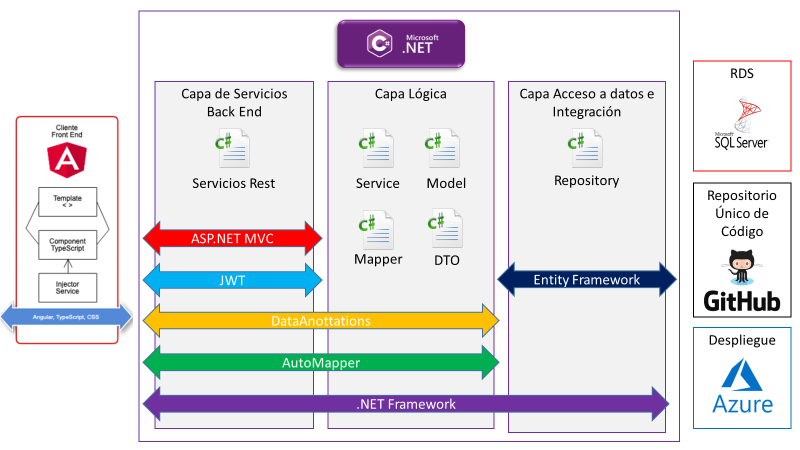 Microsoft
.NET
Cliente
Front End
Template
< >
Component
TypeScript
Injector
Service
Angular, TypeScript, CSS
Capa de Servicios
Back End
C#
Servicios Rest
Capa Lógica
C#
Service
C#
Model
C#
Mapper
C#
DTO
Capa Acceso a datos e
Integración
C#
Repository
ASP.NET MVC
JWT
Entity Framework
DataAnottations
AutoMapper
.NET Framework
RDS
Microsoft
SQL Server
Repositorio
Único de
Código
GitHub
Despliegue
Azure